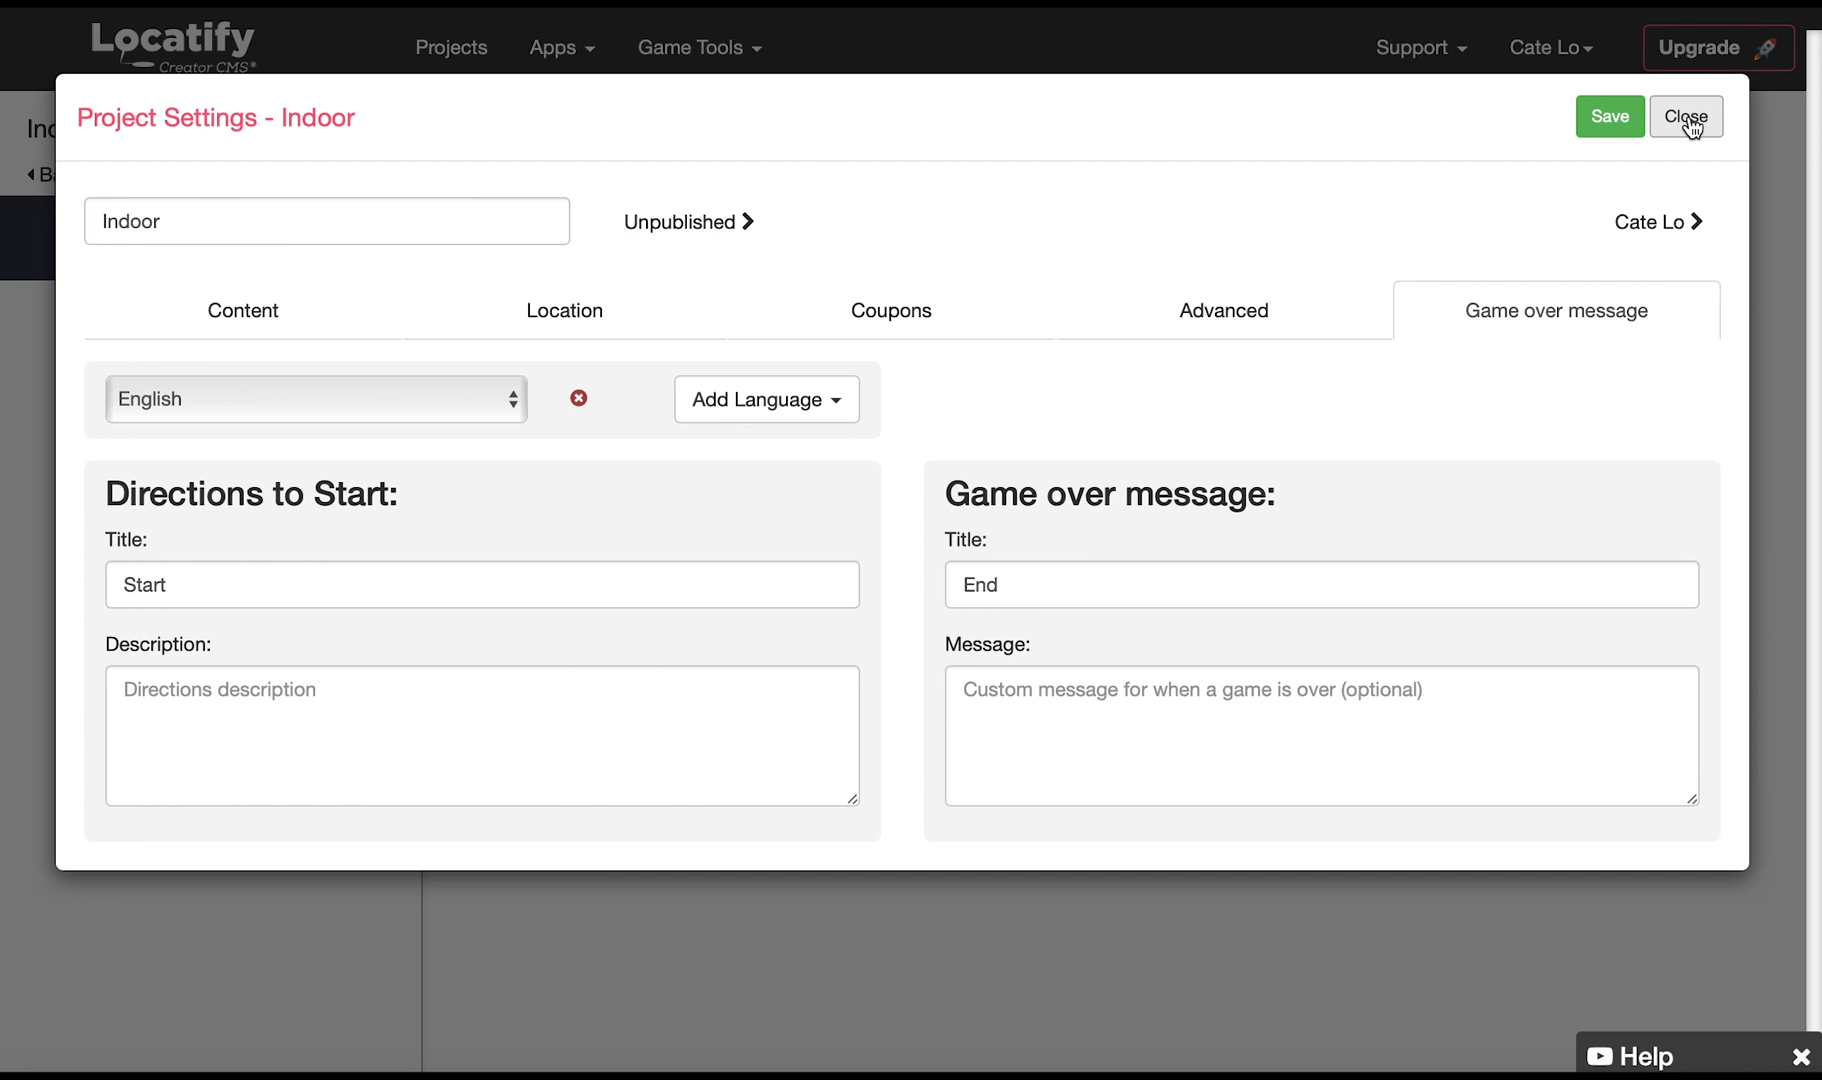 Locatify
Creator CMS®
Projects
Apps
Game Tools
Support
Cate Lo
Upgrade
Project Settings - Indoor
Save
Close
Indoor
Unpublished
Cate Lo
Content
Location
Coupons
Advanced
Game over message
English
Add Language
Directions to Start:
Title:
Start
Description:
Directions description
Game over message:
Title:
End
Message:
Custom message for when a game is over (optional)
Help